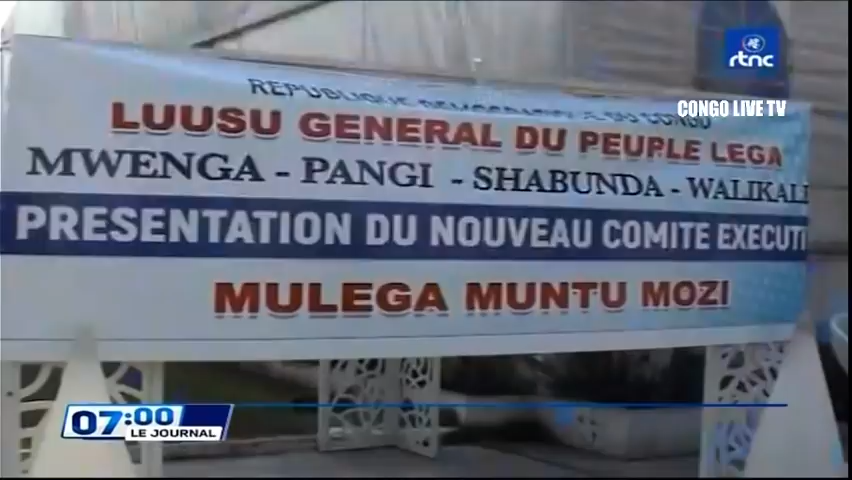 rtnc
CONGO LIVE TV
REPUBLIQUE DEMOCRATIQUE DU CONGO
LUUSU GENERAL DU PEUPLE LEGA
MWENGA - PANGI - SHABUNDA - WALIKALE
PRESENTATION DU NOUVEAU COMITE EXECUTI
MULEGA MUNTU MOZI
07:00
LE JOURNAL